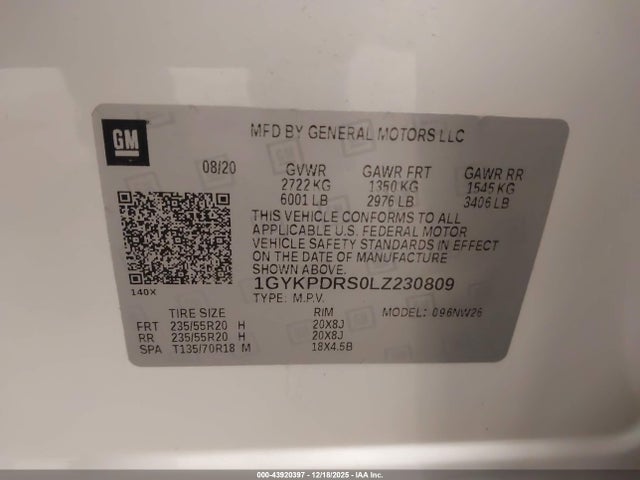 GM
MFD BY GENERAL MOTORS LLC
08/20 GVWR GAWR FRT GAWR RR
2722 KG 1350 KG 1545 KG
6001 LB 2976 LB 3406 LB
THIS VEHICLE CONFORMS TO ALL
APPLICABLE U.S. FEDERAL MOTOR
VEHICLE SAFETY STANDARDS IN EFFECT
ON THE DATE OF MANUFACTURE
SHOWN ABOVE.
1GYKPDRS0LZ230809
140X TYPE: M.P.V. MODEL: 096NW26
TIRE SIZE RIM
FRT 235/55R20 H 20X8J
RR 235/55R20 H 20X8J
SPA T135/70R18 M 18X4.5B
000-43920397 - 12/18/2025 - IAA Inc.